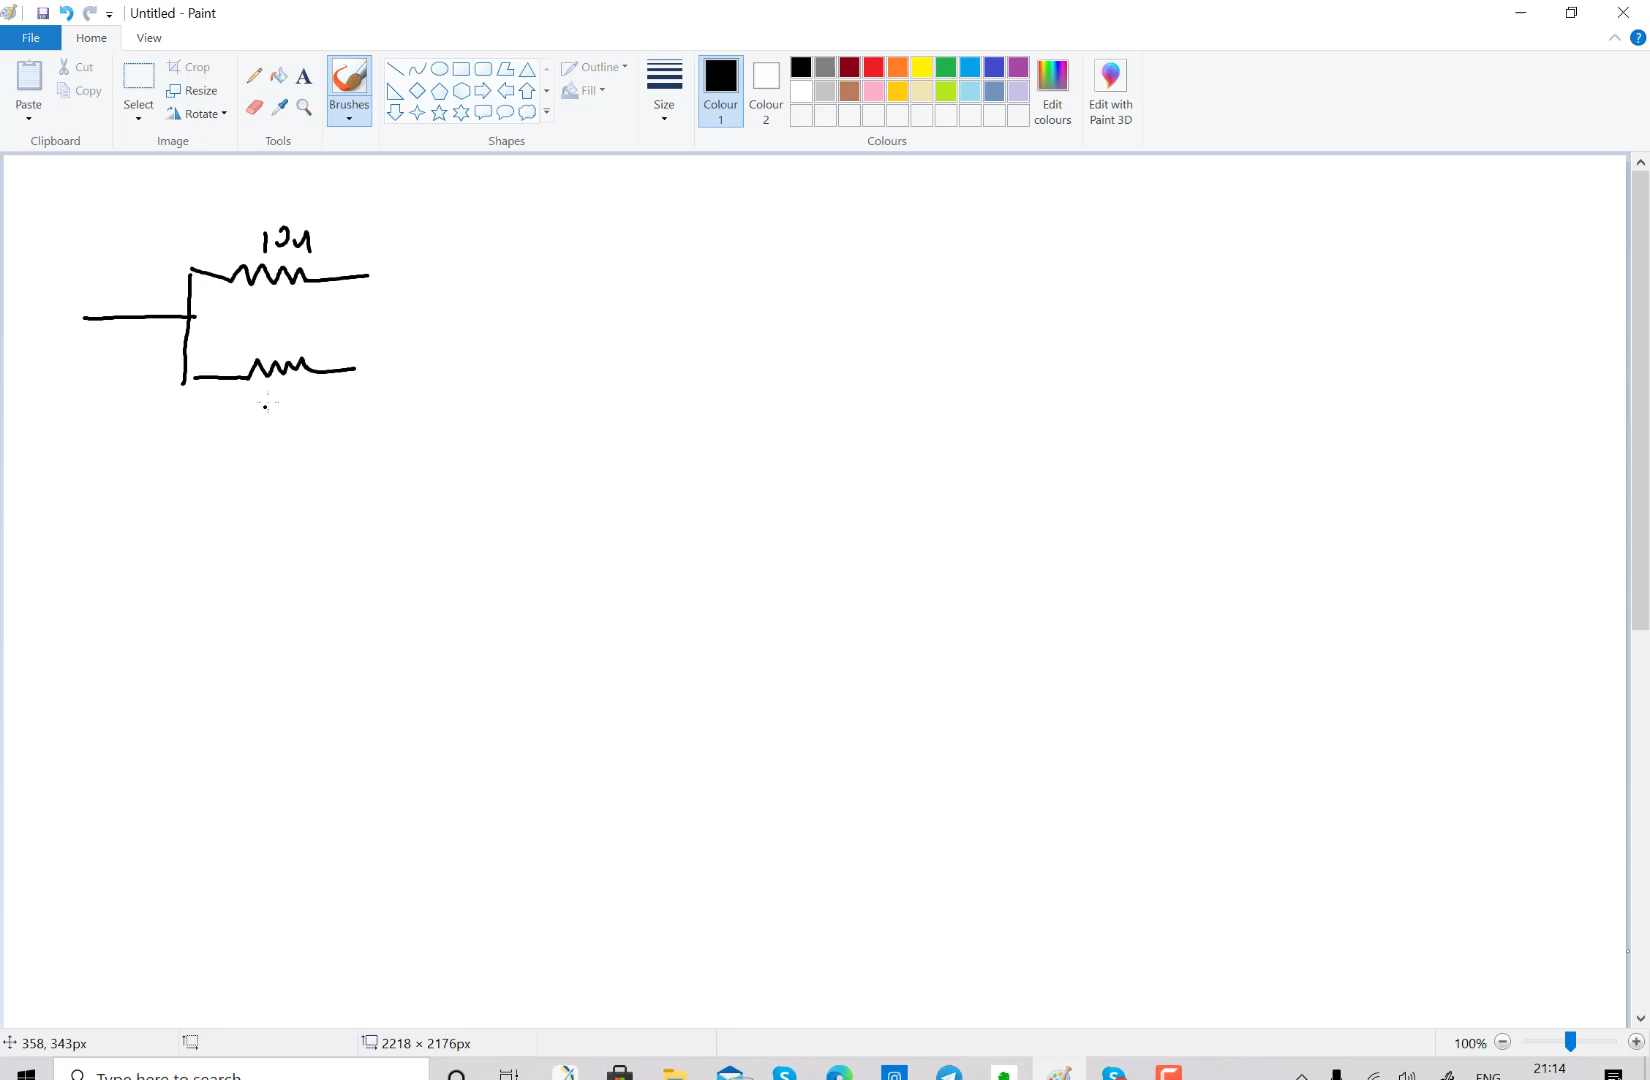 Untitled - Paint
File
Home
View
Paste
Cut
Copy
Clipboard
Select
Crop
Resize
Rotate
Image
A
Tools
Brushes
Shapes
Outline
Fill
Size
Colour 1
Colour 2
Edit colours
Edit with Paint 3D
Colours
358, 343px
2218 × 2176px
100%
Type here to search
ENG
21:14